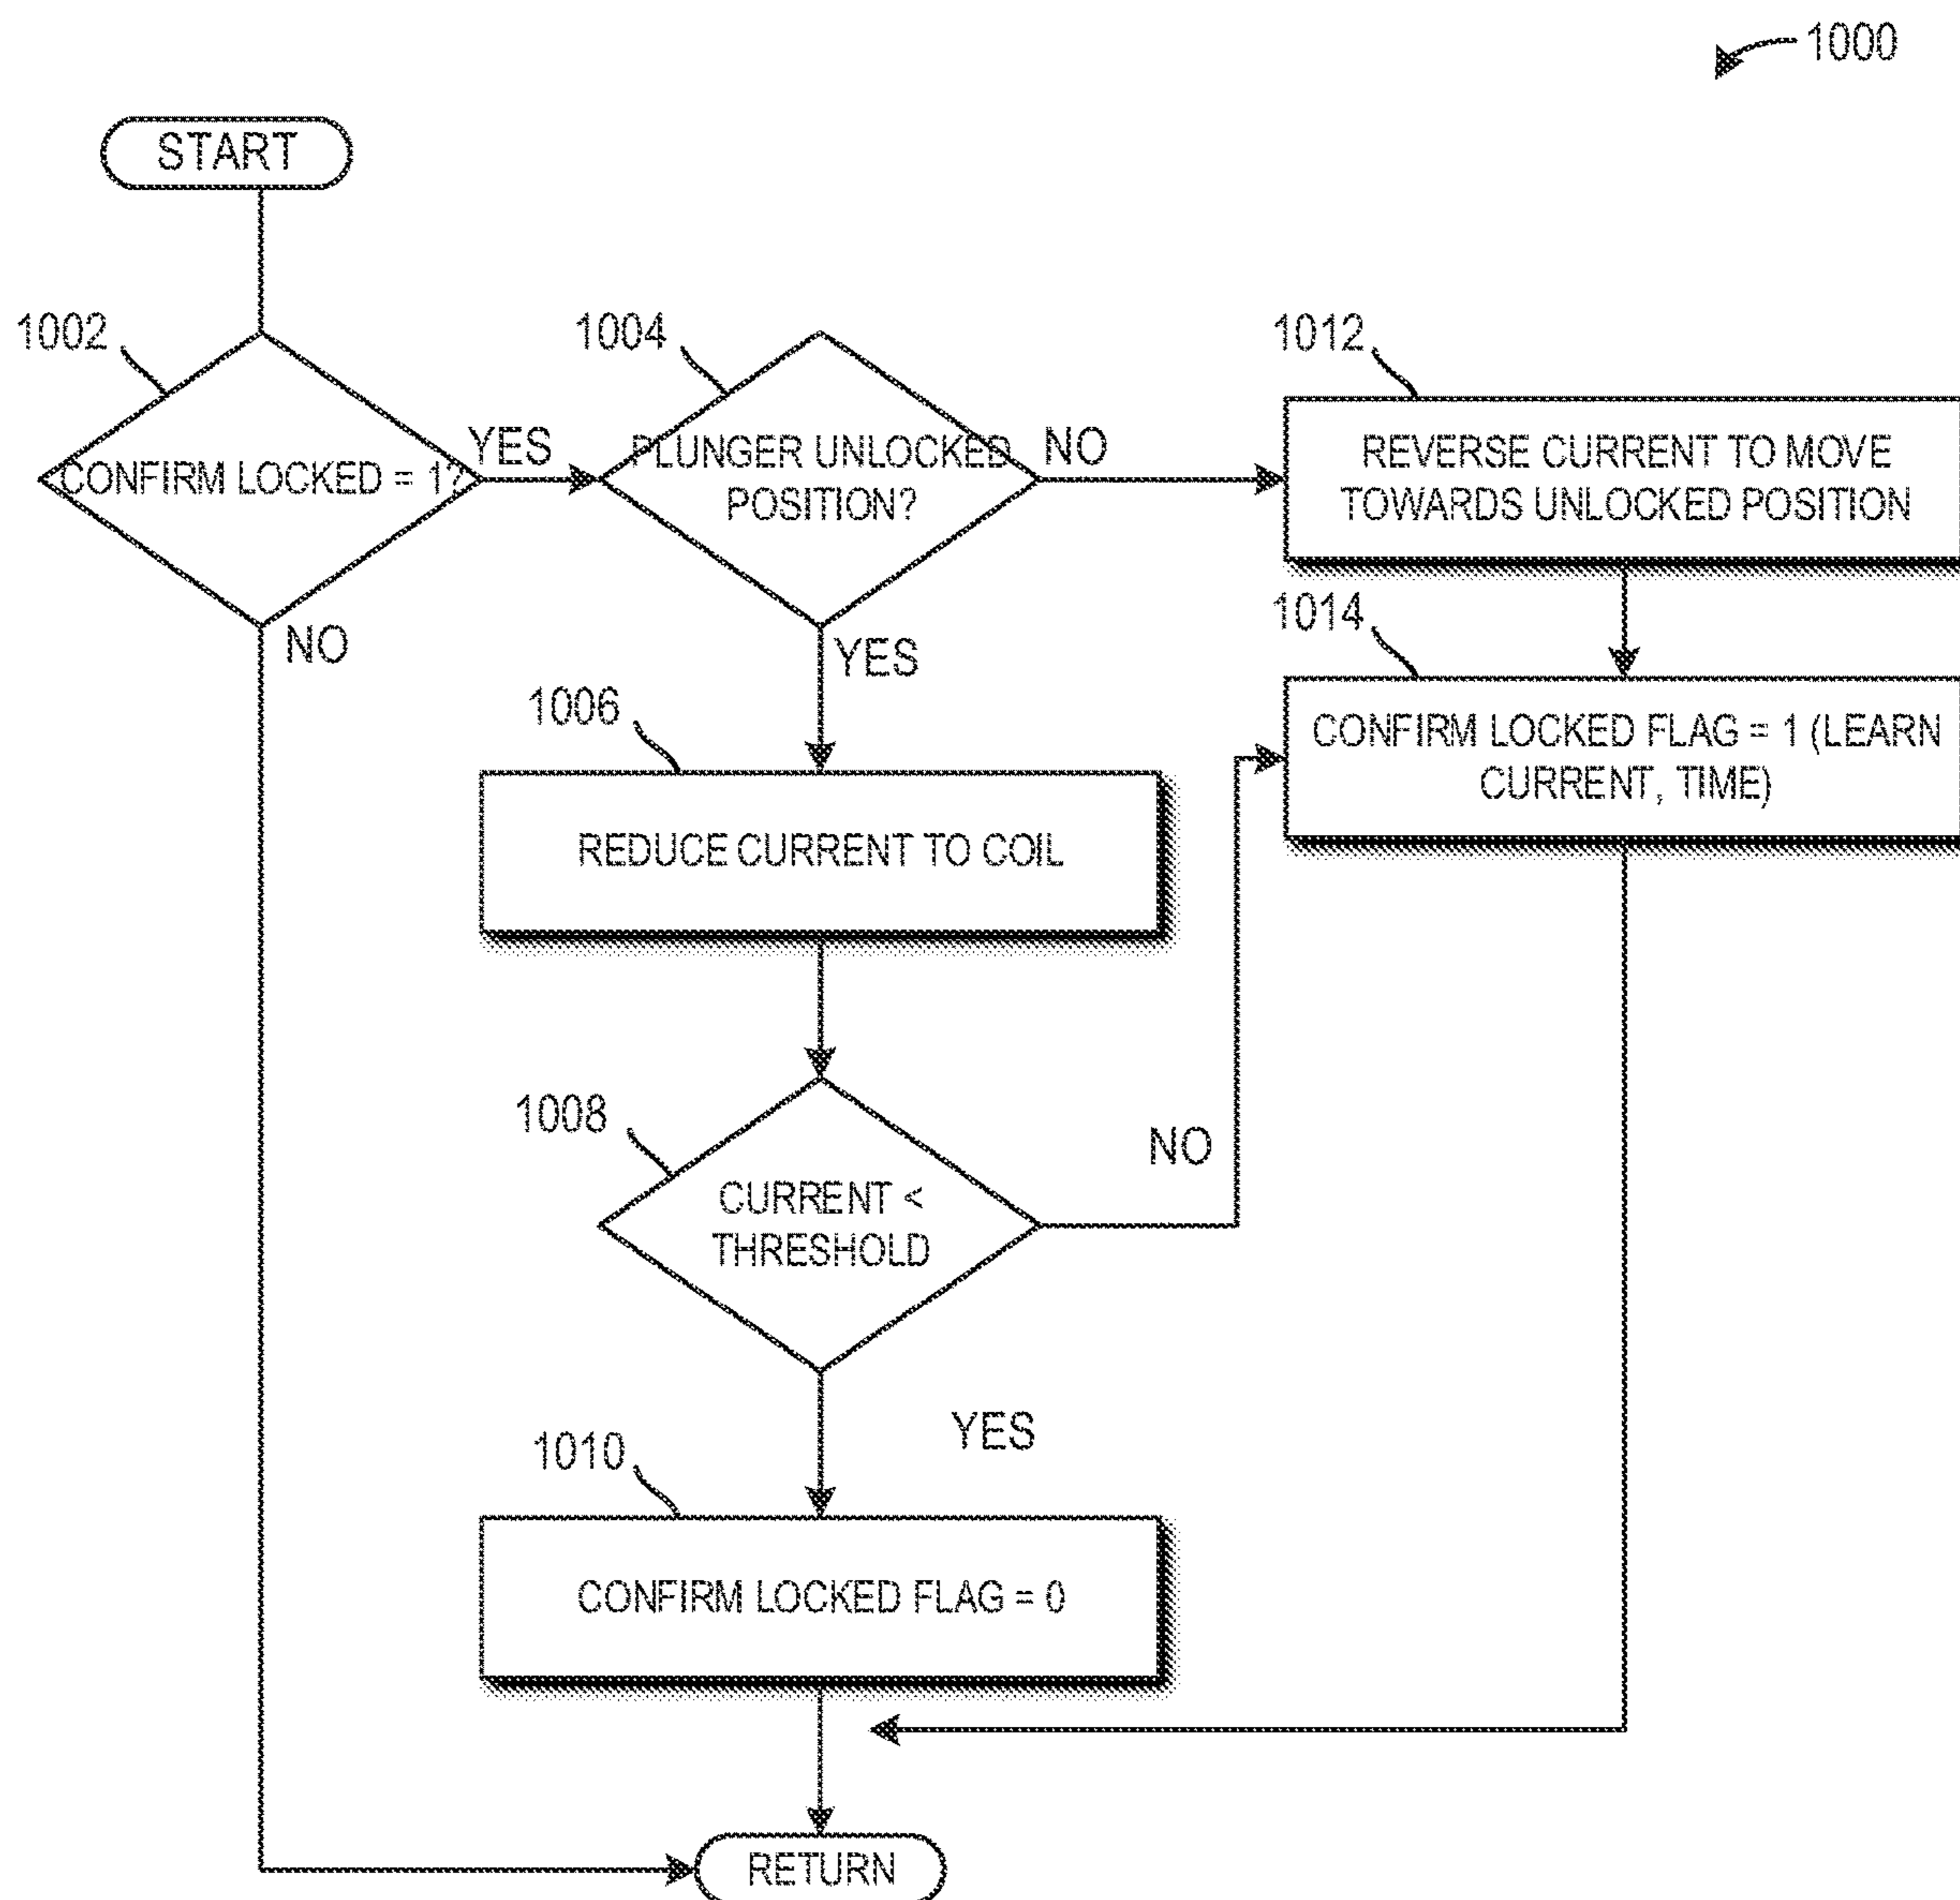 1000
START
1002
CONFIRM LOCKED = 1?
YES
NO
1004
PLUNGER UNLOCKED
POSITION?
NO
YES
1012
REVERSE CURRENT TO MOVE
TOWARDS UNLOCKED POSITION
1014
CONFIRM LOCKED FLAG = 1 (LEARN
CURRENT, TIME)
1006
REDUCE CURRENT TO COIL
1008
CURRENT <
THRESHOLD
NO
YES
1010
CONFIRM LOCKED FLAG = 0
RETURN